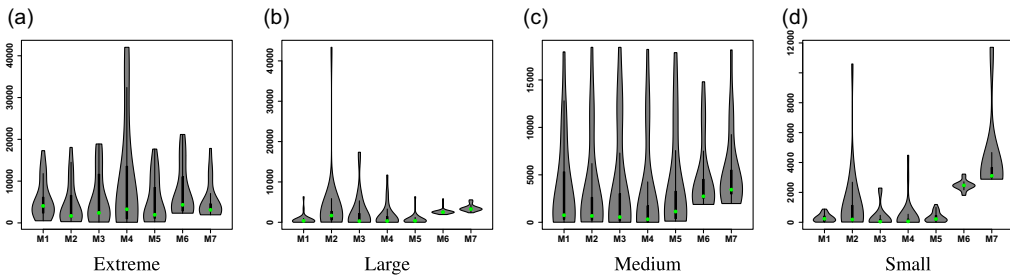 (a)
40000
30000
20000
10000
0
M1 M2 M3 M4 M5 M6 M7
Extreme
(b)
40000
30000
20000
10000
0
M1 M2 M3 M4 M5 M6 M7
Large
(c)
15000
10000
5000
0
M1 M2 M3 M4 M5 M6 M7
Medium
(d)
12000
10000
8000
6000
4000
2000
0
M1 M2 M3 M4 M5 M6 M7
Small